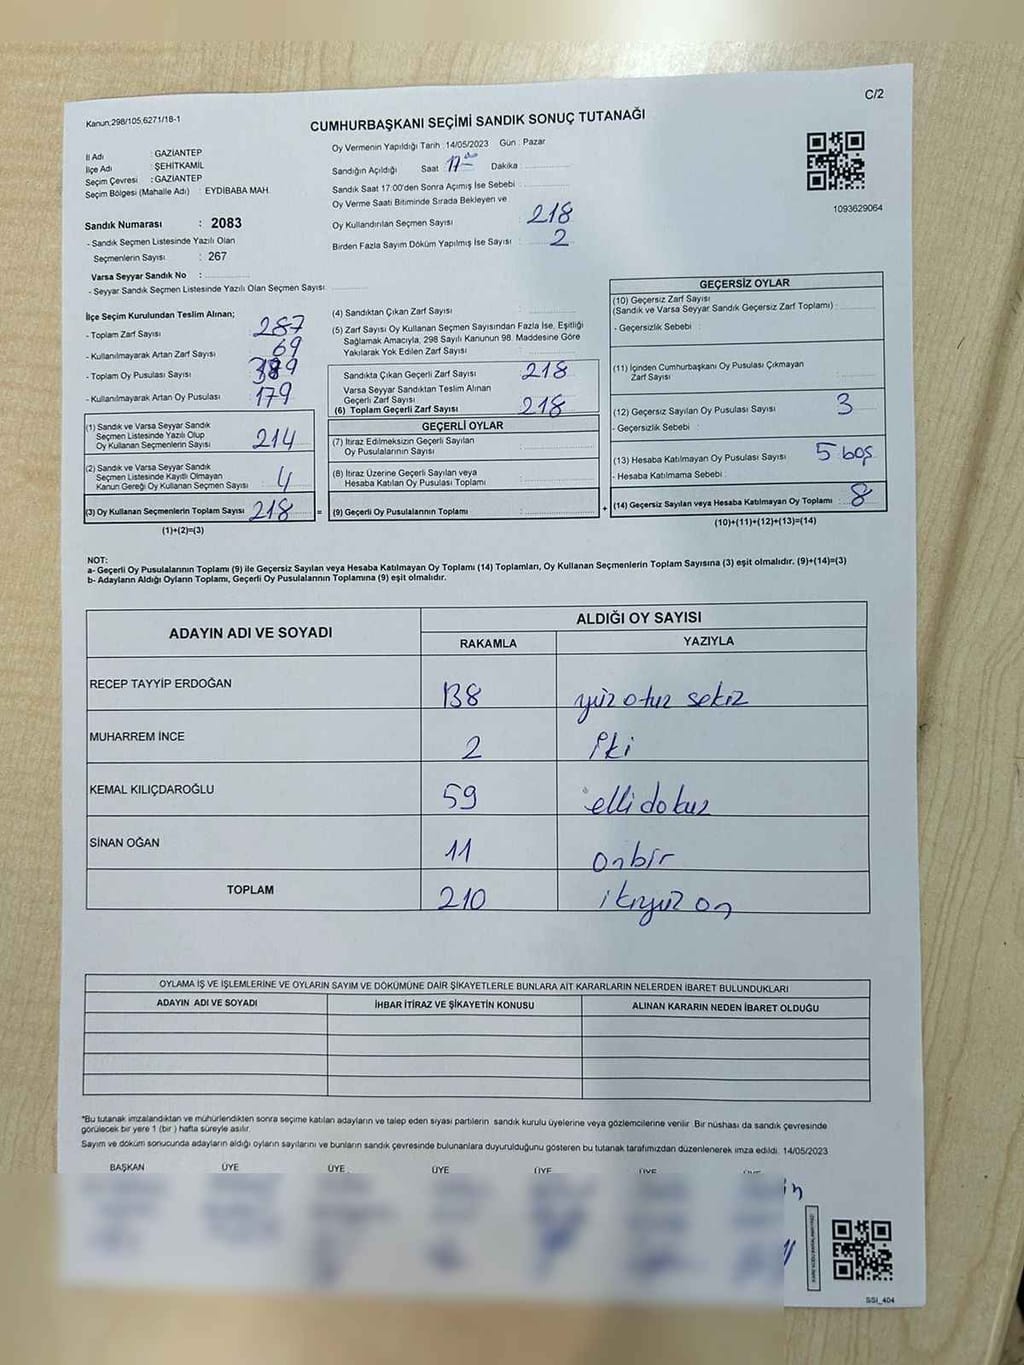 C/2
Kanun:298/105,6271/18-1
CUMHURBAŞKANI SEÇİMİ SANDIK SONUÇ TUTANAĞI
İl Adı : GAZİANTEP
İlçe Adı : ŞEHİTKAMİL
Seçim Çevresi : GAZİANTEP
Seçim Bölgesi (Mahalle Adı) : EYDİBABA MAH.
Sandık Numarası : 2083
- Sandık Seçmen Listesinde Yazılı Olan
Seçmenlerin Sayısı : 267
Varsa Seyyar Sandık No :
- Seyyar Sandık Seçmen Listesinde Yazılı Olan Seçmen Sayısı
Oy Vermenin Yapıldığı Tarih : 14/05/2023 Gün : Pazar
Sandığın Açıldığı Saat 17:00 Dakika
Sandık Saat 17:00'den Sonra Açımış İse Sebebi :
Oy Verme Saati Bitiminde Sırada Bekleyen ve
Oy Kullandırılan Seçmen Sayısı : 218
Birden Fazla Sayım Döküm Yapılmış İse Sayısı : 2
1093629064
İlçe Seçim Kurulundan Teslim Alınan;
- Toplam Zarf Sayısı : 287
- Kullanılmayarak Artan Zarf Sayısı : 69
- Toplam Oy Pusulası Sayısı :
- Kullanılmayarak Artan Oy Pusulası : 179
(1) Sandık ve Varsa Seyyar Sandık
Seçmen Listesinde Yazılı Olup
Oy Kullanan Seçmenlerin Sayısı : 214
(2) Sandık ve Varsa Seyyar Sandık
Seçmen Listesinde Kayıtlı Olmayan
Kanun Gereği Oy Kullanan Seçmen Sayısı : 4
(3) Oy Kullanan Seçmenlerin Toplam Sayısı : 218
(1)+(2)=(3)
(4) Sandıktan Çıkan Zarf Sayısı :
(5) Zarf Sayısı Oy Kullanan Seçmen Sayısından Fazla İse, Eşitliği
Sağlamak Amacıyla, 298 Sayılı Kanunun 98. Maddesine Göre
Yakılarak Yok Edilen Zarf Sayısı :
Sandıkta Çıkan Geçerli Zarf Sayısı : 218
Varsa Seyyar Sandıktan Teslim Alınan
Geçerli Zarf Sayısı :
(6) Toplam Geçerli Zarf Sayısı : 218
GEÇERLİ OYLAR
(7) İtiraz Edilmeksizin Geçerli Sayılan
Oy Pusulalarının Sayısı :
(8) İtiraz Üzerine Geçerli Sayılan veya
Hesaba Katılan Oy Pusulası Toplamı :
= (9) Geçerli Oy Pusulalarının Toplamı :
GEÇERSİZ OYLAR
(10) Geçersiz Zarf Sayısı
(Sandık ve Varsa Seyyar Sandık Geçersiz Zarf Toplamı) :
- Geçersizlik Sebebi :
(11) İçinden Cumhurbaşkanı Oy Pusulası Çıkmayan
Zarf Sayısı :
(12) Geçersiz Sayılan Oy Pusulası Sayısı : 3
- Geçersizlik Sebebi :
(13) Hesaba Katılmayan Oy Pusulası Sayısı : 5 boş
- Hesaba Katılmama Sebebi :
+ (14) Geçersiz Sayılan veya Hesaba Katılmayan Oy Toplamı : 8
(10)+(11)+(12)+(13)=(14)
NOT:
a- Geçerli Oy Pusulalarının Toplamı (9) ile Geçersiz Sayılan veya Hesaba Katılmayan Oy Toplamı (14) Toplamları, Oy Kullanan Seçmenlerin Toplam Sayısına (3) eşit olmalıdır. (9)+(14)=(3)
b- Adayların Aldığı Oyların Toplamı, Geçerli Oy Pusulalarının Toplamına (9) eşit olmalıdır.
ADAYIN ADI VE SOYADI ALDIĞI OY SAYISI
RAKAMLA YAZIYLA
RECEP TAYYİP ERDOĞAN 138 yüz otuz sekiz
MUHARREM İNCE 2 iki
KEMAL KILIÇDAROĞLU 59 elli dokuz
SİNAN OĞAN 11 onbir
TOPLAM 210 ikiyüz on
OYLAMA İŞ VE İŞLEMLERİNE VE OYLARIN SAYIM VE DÖKÜMÜNE DAİR ŞİKAYETLERLE BUNLARA AİT KARARLARIN NELERDEN İBARET BULUNDUKLARI
ADAYIN ADI VE SOYADI İHBAR İTİRAZ VE ŞİKAYETİN KONUSU ALINAN KARARIN NEDEN İBARET OLDUĞU
*Bu tutanak imzalandıktan ve mühürlendikten sonra seçime katılan adayların ve talep eden siyasi partilerin sandık kurulu üyelerine veya gözlemcilerine verilir. Bir nüshası da sandık çevresinde
görülecek bir yere 1 (bir) hafta süreyle asılır.
Sayım ve döküm sonucunda adayların aldığı oyların sayılarını ve bunların sandık çevresinde bulunanlara duyurulduğunu gösteren bu tutanak tarafımızdan düzenlenerek imza edildi. 14/05/2023
BAŞKAN ÜYE ÜYE ÜYE ÜYE ÜYE
SSI_404